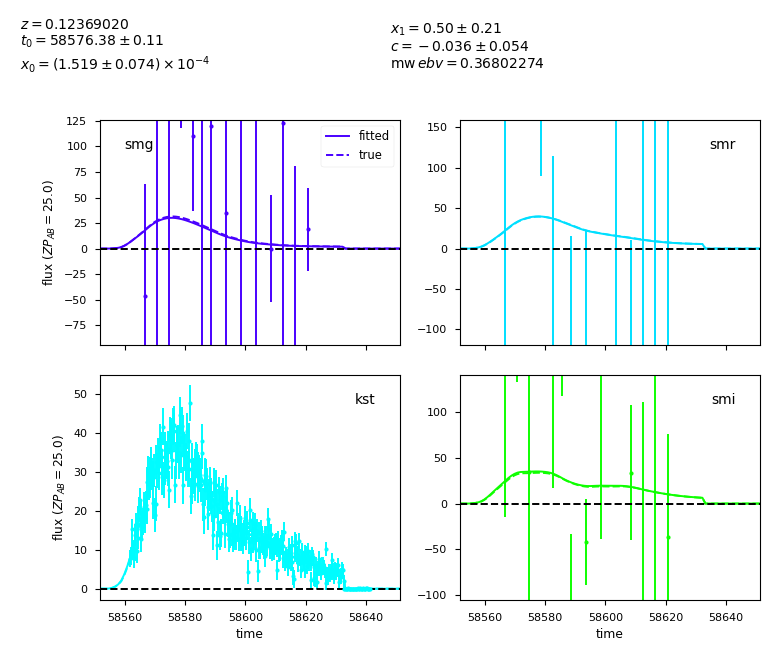 z = 0.12369020
t₀ = 58576.38 ± 0.11
x₀ = (1.519 ± 0.074) × 10⁻⁴
x₁ = 0.50 ± 0.21
c = −0.036 ± 0.054
mw ebv = 0.36802274
125
100
75
50
25
0
−25
−50
−75
flux (ZP_AB = 25.0)
smg
fitted
true
150
100
50
0
−50
−100
smr
50
40
30
20
10
0
flux (ZP_AB = 25.0)
kst
58560 58580 58600 58620 58640
time
100
50
0
−50
−100
smi
58560 58580 58600 58620 58640
time